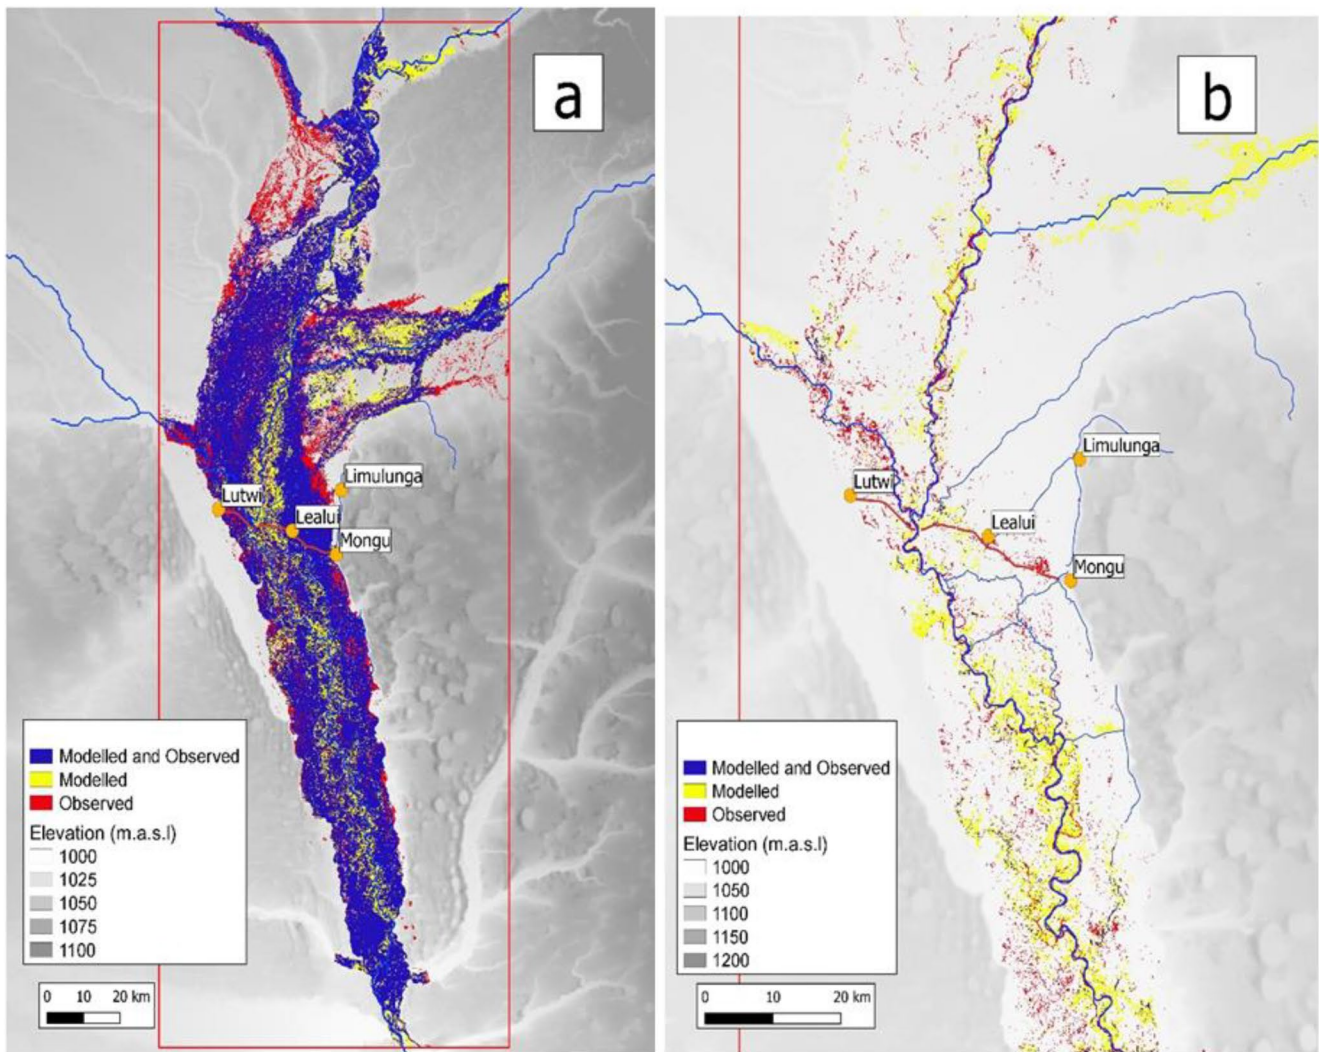 a
Limulunga
Lutwi
Lealui
Mongu
Modelled and Observed
Modelled
Observed
Elevation (m.a.s.l)
1000
1025
1050
1075
1100
0 10 20 km
b
Limulunga
Lutwi
Lealui
Mongu
Modelled and Observed
Modelled
Observed
Elevation (m.a.s.l)
1000
1050
1100
1150
1200
0 10 20 km